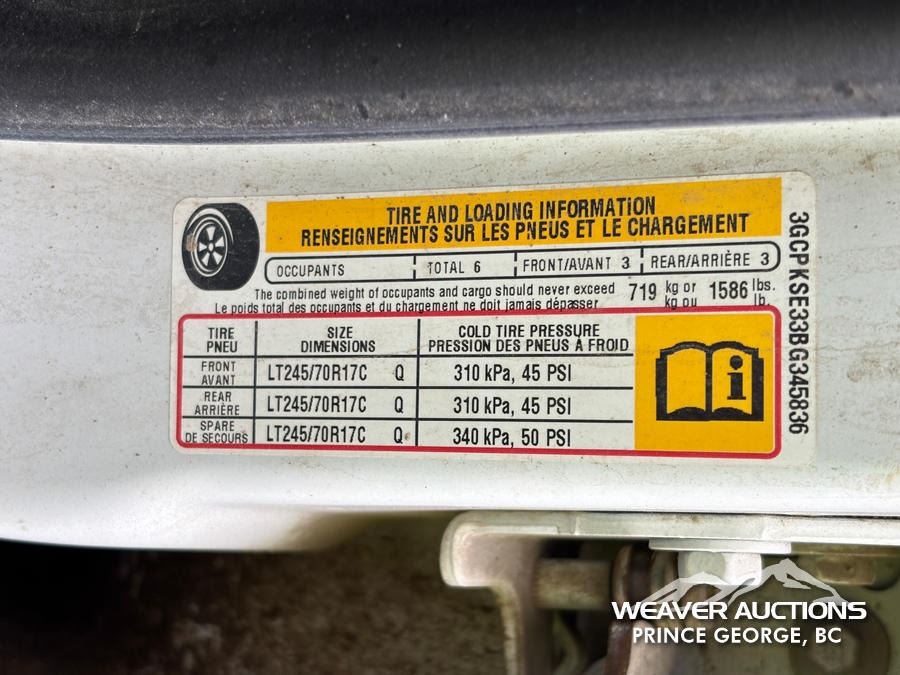 TIRE AND LOADING INFORMATION
RENSEIGNEMENTS SUR LES PNEUS ET LE CHARGEMENT
OCCUPANTS TOTAL 6 FRONT/AVANT 3 REAR/ARRIÈRE 3
The combined weight of occupants and cargo should never exceed 719 kg or 1586 lbs.
Le poids total des occupants et du chargement ne doit jamais dépasser kg ou lb.
TIRE SIZE COLD TIRE PRESSURE
PNEU DIMENSIONS PRESSION DES PNEUS À FROID
FRONT
AVANT LT245/70R17C Q 310 kPa, 45 PSI
REAR
ARRIÈRE LT245/70R17C Q 310 kPa, 45 PSI
SPARE
DE SECOURS LT245/70R17C Q 340 kPa, 50 PSI
3GCPKSE33BG345836
WEAVER AUCTIONS
PRINCE GEORGE, BC